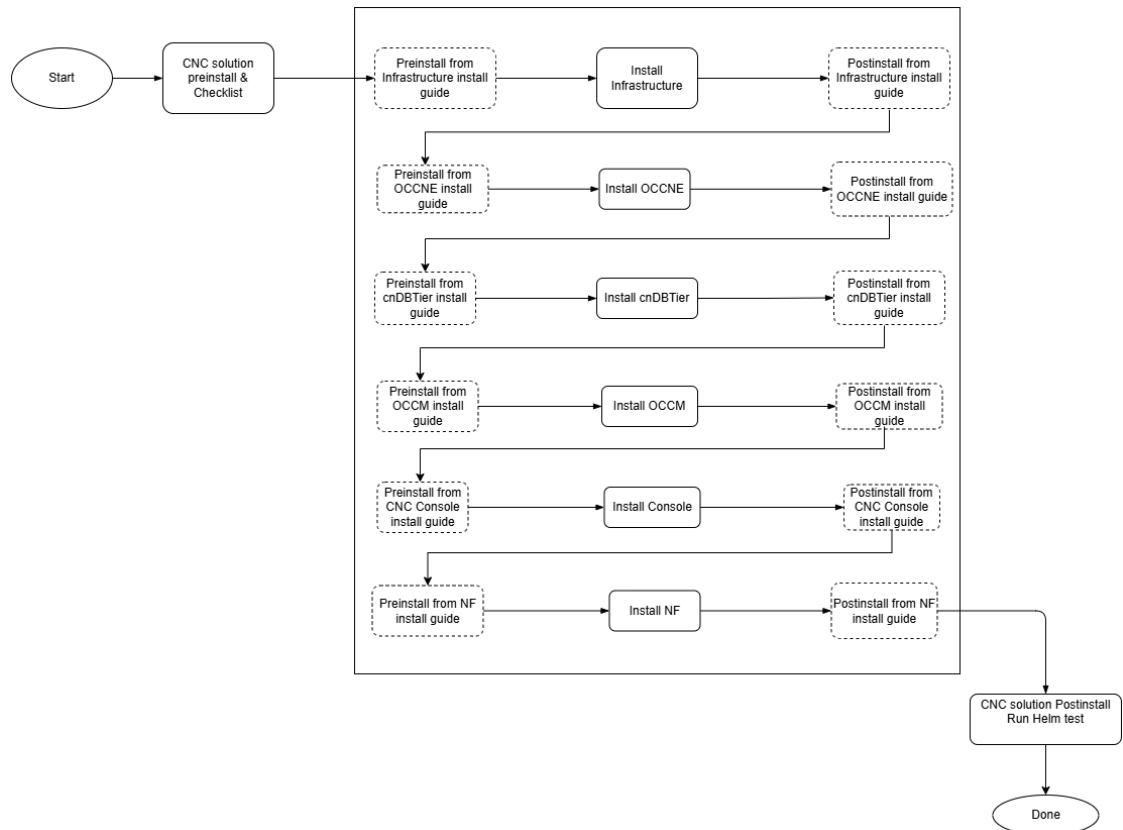 Start
CNC solution
preinstall &
Checklist
Preinstall from
Infrastructure install
guide
Install
Infrastructure
Postinstall from
Infrastructure install
guide
Preinstall from
OCCNE install
guide
Install OCCNE
Postinstall from
OCCNE install guide
Preinstall from
cnDBTier install
guide
Install cnDBTier
Postinstall from
cnDBTier install
guide
Preinstall from
OCCM install
guide
Install OCCM
Postinstall from
OCCM install
guide
Preinstall from
CNC Console
install guide
Install Console
Postinstall from
CNC Console
install guide
Preinstall from NF
install guide
Install NF
Postinstall from NF
install guide
CNC solution Postinstall
Run Helm test
Done